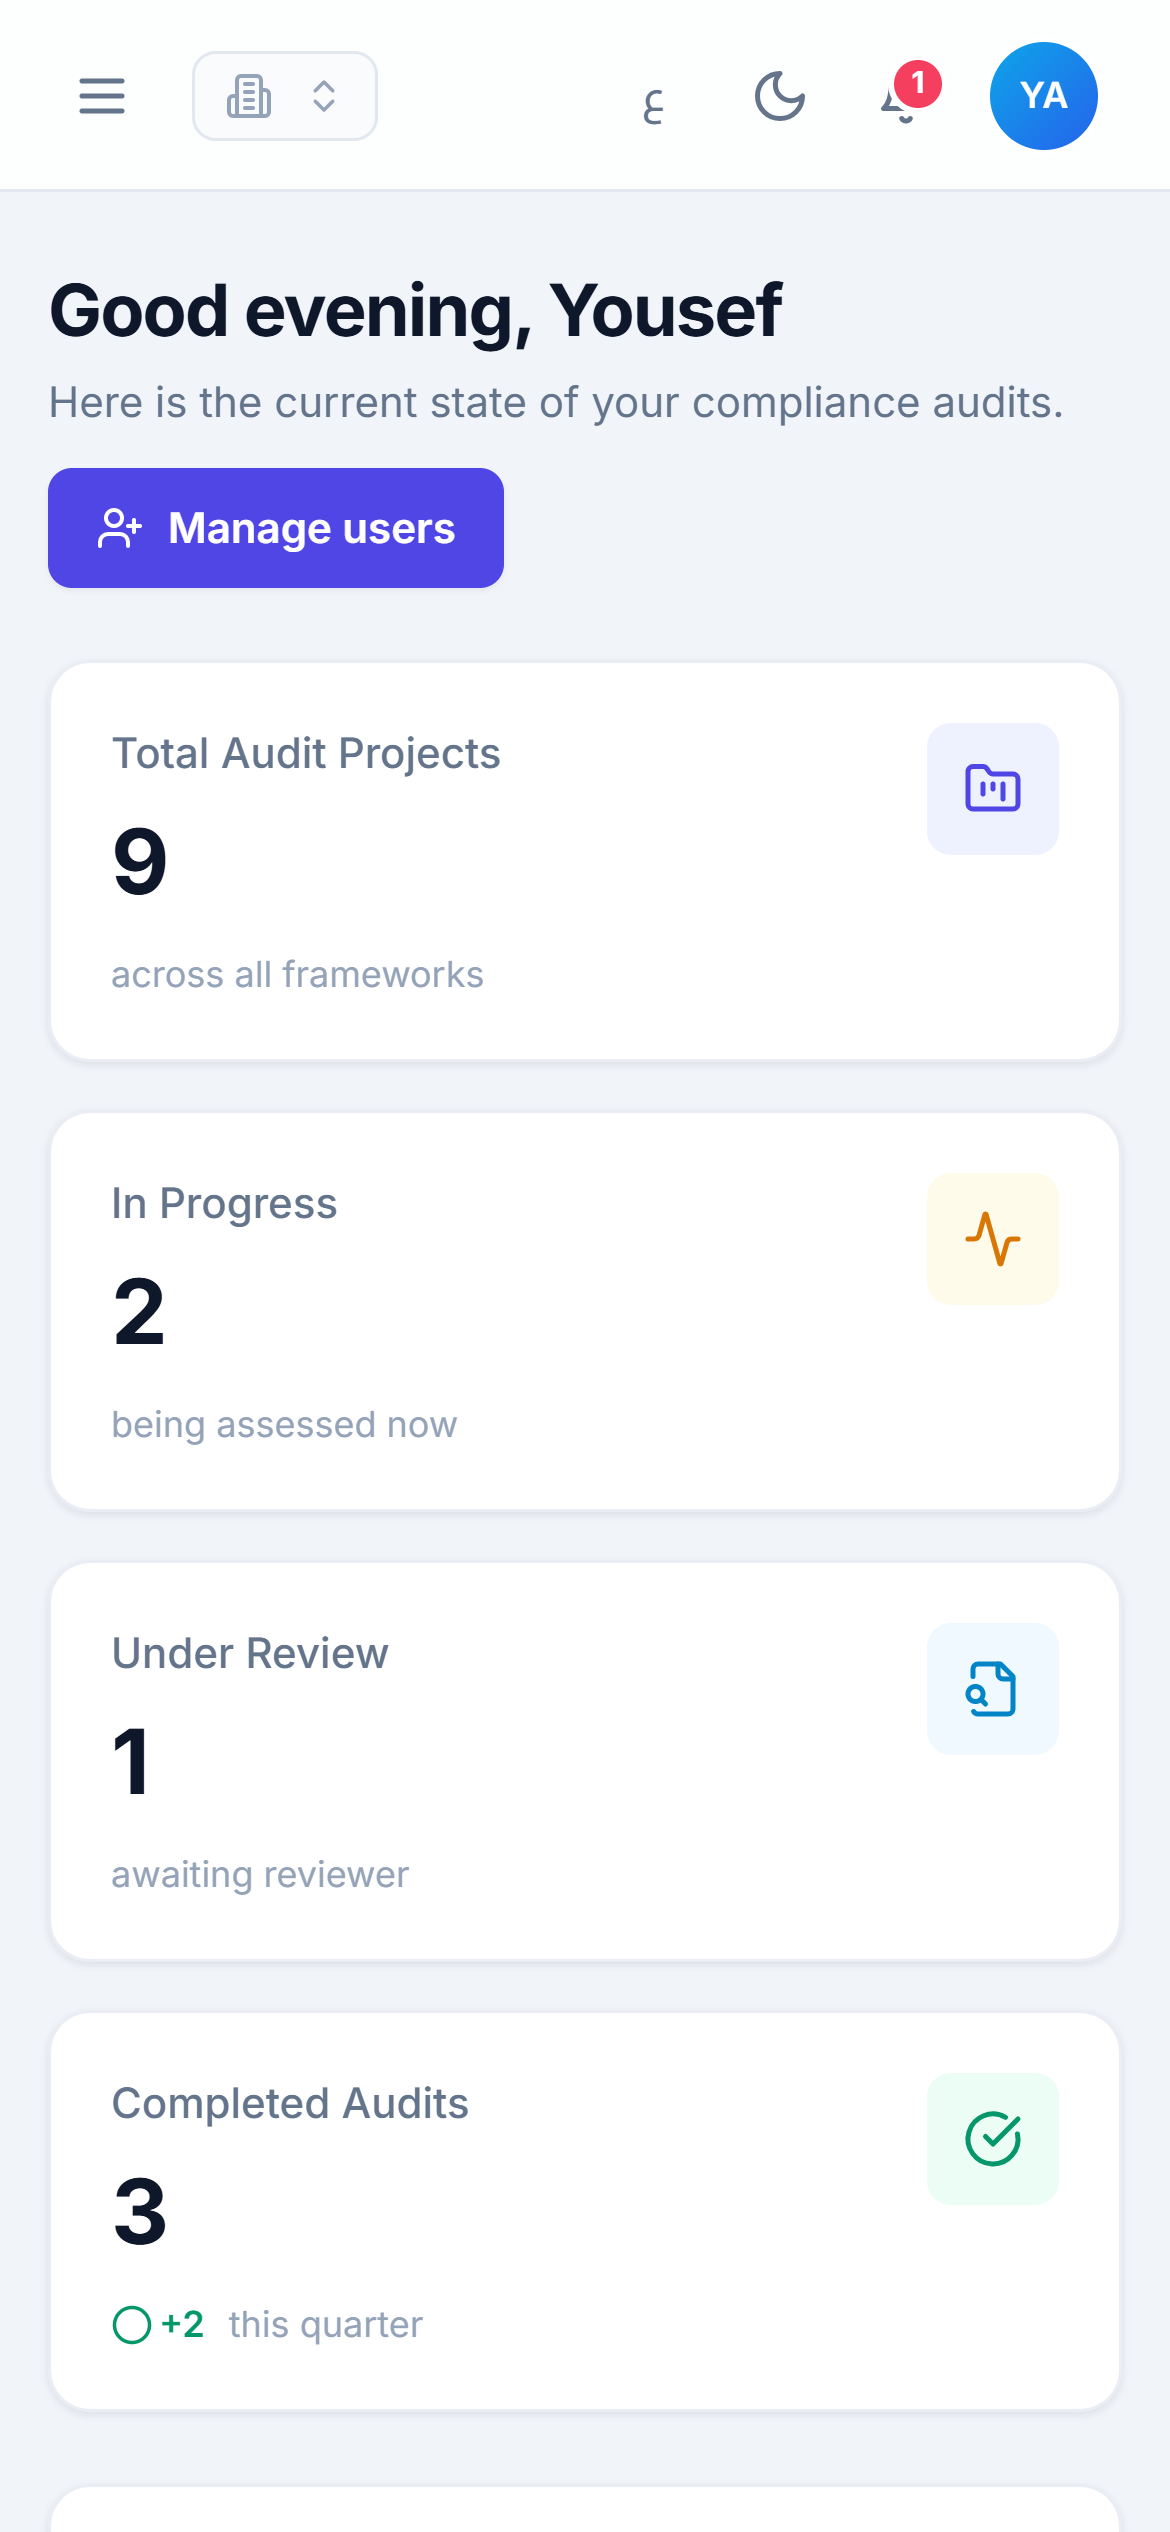 ع
1
YA
Good evening, Yousef
Here is the current state of your compliance audits.
Manage users
Total Audit Projects
9
across all frameworks
In Progress
2
being assessed now
Under Review
1
awaiting reviewer
Completed Audits
3
+2 this quarter